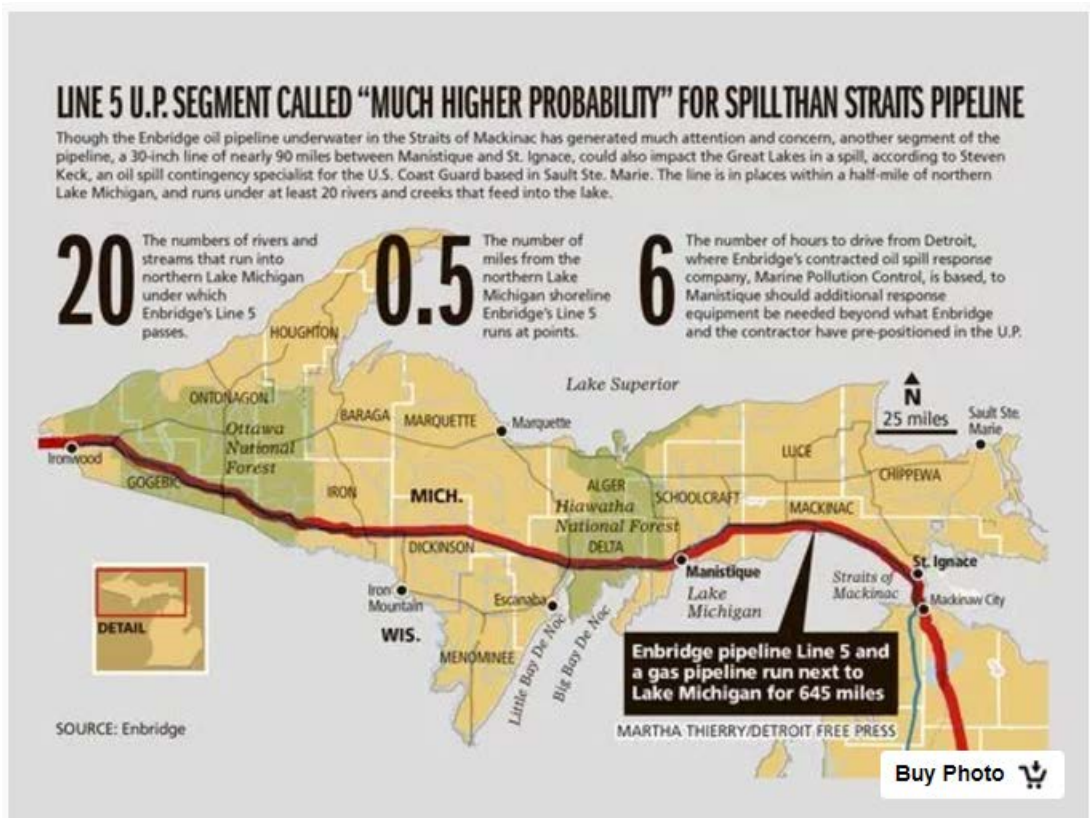 LINE 5 U.P. SEGMENT CALLED "MUCH HIGHER PROBABILITY" FOR SPILL THAN STRAITS PIPELINE
Though the Enbridge oil pipeline underwater in the Straits of Mackinac has generated much attention and concern, another segment of the
pipeline, a 30-inch line of nearly 90 miles between Manistique and St. Ignace, could also impact the Great Lakes in a spill, according to Steven
Keck, an oil spill contingency specialist for the U.S. Coast Guard based in Sault Ste. Marie. The line is in places within a half-mile of northern
Lake Michigan, and runs under at least 20 rivers and creeks that feed into the lake.
20
The numbers of rivers and
streams that run into
northern Lake Michigan
under which
Enbridge's Line 5
passes.
0.5
The number of
miles from the
northern Lake
Michigan shoreline
Enbridge's Line 5
runs at points.
6
The number of hours to drive from Detroit,
where Enbridge's contracted oil spill response
company, Marine Pollution Control, is based, to
Manistique should additional response
equipment be needed beyond what Enbridge
and the contractor have pre-positioned in the U.P.
HOUGHTON
Lake Superior
N
25 miles
Sault Ste.
Marie
ONTONAGON
BARAGA
MARQUETTE
Marquette
Ottawa
National
Forest
Ironwood
GOGEBIC
IRON
MICH.
ALGER
Hiawatha
National Forest
SCHOOLCRAFT
LUCE
CHIPPEWA
MACKINAC
DICKINSON
DELTA
Manistique
Lake
Michigan
Straits of
Mackinac
St. Ignace
Mackinaw City
Iron
Mountain
Escanaba
WIS.
MENOMINEE
Little Bay De Noc
Big Bay De Noc
DETAIL
Enbridge pipeline Line 5 and
a gas pipeline run next to
Lake Michigan for 645 miles
SOURCE: Enbridge
MARTHA THIERRY/DETROIT FREE PRESS
Buy Photo